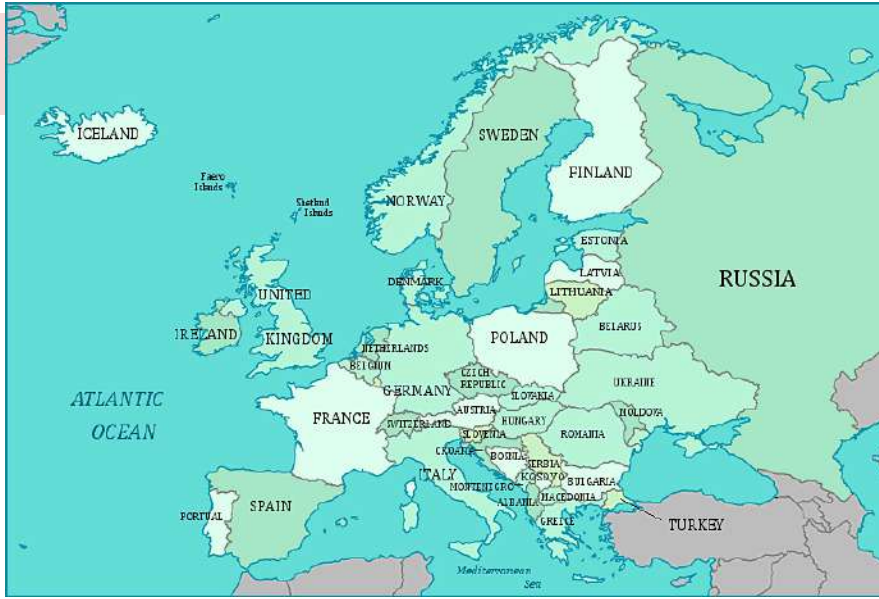 ICELAND
Faero
Islands
Shetland
Islands
SWEDEN
FINLAND
NORWAY
ESTONIA
LATVIA
LITHUANIA
DENMARK
RUSSIA
UNITED
KINGDOM
IRELAND
NETHERLANDS
BELGIUM
POLAND
BELARUS
GERMANY
CZECH
REPUBLIC
SLOVAKIA
UKRAINE
ATLANTIC
OCEAN
FRANCE
SWITZERLAND
AUSTRIA
HUNGARY
MOLDOVA
SLOVENIA
ROMANIA
CROATIA
BOSNIA
SERBIA
ITALY
MONTENEGRO
KOSOVO
BULGARIA
ALBANIA
MACEDONIA
PORTUAL
SPAIN
GREECE
TURKEY
Mediterranean
Sea